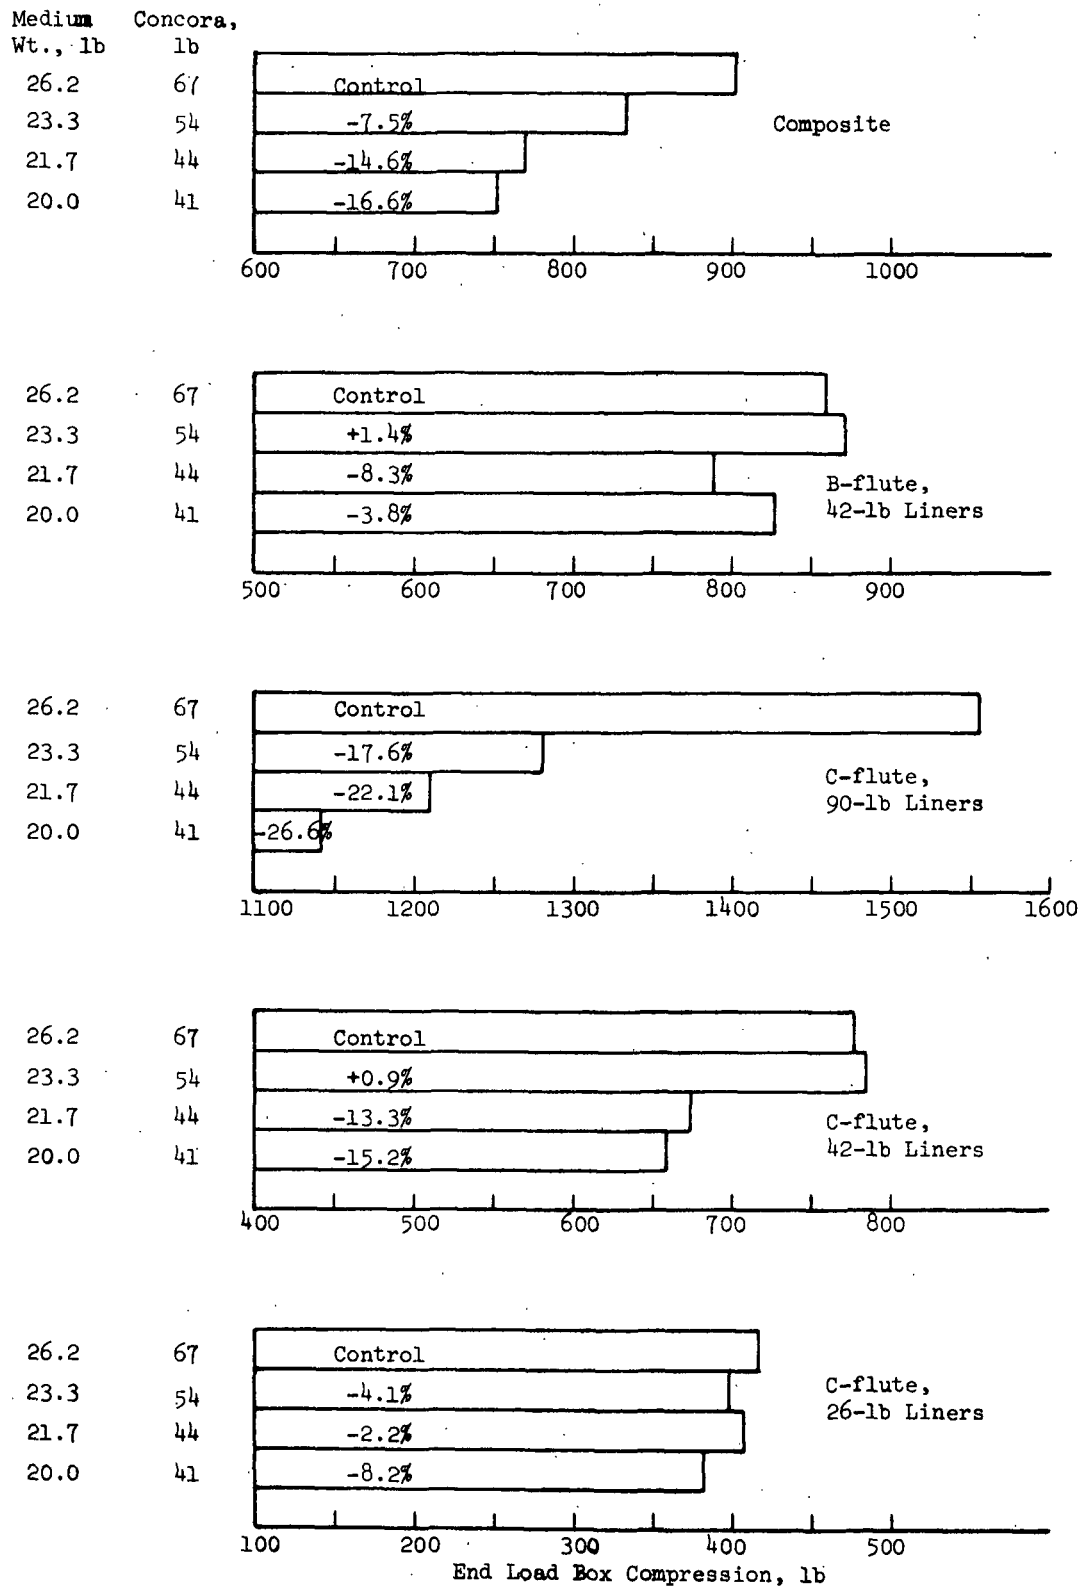 Medium Concora,
Wt., lb lb
26.2 67 Control
23.3 54 -7.5% Composite
21.7 44 -14.6%
20.0 41 -16.6%
600 700 800 900 1000
26.2 67 Control
23.3 54 +1.4%
21.7 44 -8.3% B-flute,
20.0 41 -3.8% 42-lb Liners
500 600 700 800 900
26.2 67 Control
23.3 54 -17.6%
21.7 44 -22.1% C-flute,
90-lb Liners
20.0 41 -26.6%
1100 1200 1300 1400 1500 1600
26.2 67 Control
23.3 54 +0.9%
21.7 44 -13.3% C-flute,
20.0 41 -15.2% 42-lb Liners
400 500 600 700 800
26.2 67 Control
23.3 54 -4.1% C-flute,
26-lb Liners
21.7 44 -2.2%
20.0 41 -8.2%
100 200 300 400 500
End Load Box Compression, lb